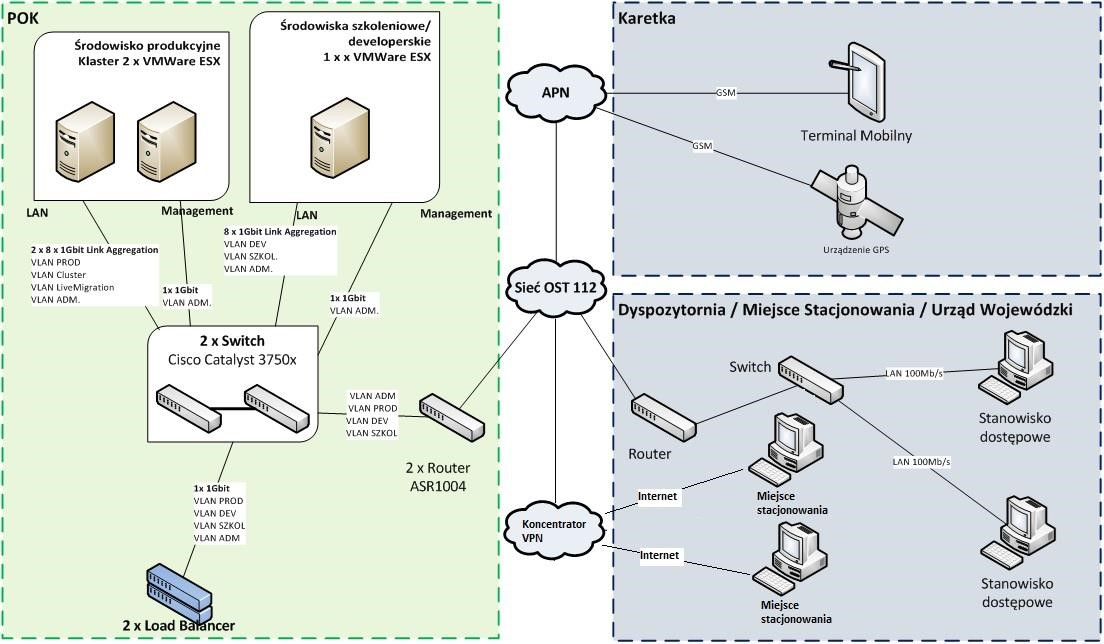 POK
Środowisko produkcyjne
Klaster 2 x VMWare ESX
Środowiska szkoleniowe/
developerskie
1 x x VMWare ESX
LAN
Management
LAN
Management
2 x 8 x 1Gbit Link Aggregation
VLAN PROD
VLAN Cluster
VLAN LiveMigration
VLAN ADM.
1x 1Gbit
VLAN ADM.
8 x 1Gbit Link Aggregation
VLAN DEV
VLAN SZKOL.
VLAN ADM.
1x 1Gbit
VLAN ADM.
2 x Switch
Cisco Catalyst 3750x
VLAN ADM
VLAN PROD
VLAN DEV
VLAN SZKOL
2 x Router
ASR1004
1x 1Gbit
VLAN PROD
VLAN DEV
VLAN SZKOL
VLAN ADM
2 x Load Balancer
APN
Sieć OST 112
Koncentrator
VPN
Karetka
GSM
Terminal Mobilny
GSM
Urządzenie GPS
Dyspozytornia / Miejsce Stacjonowania / Urząd Wojewódzki
Switch
LAN 100Mb/s
Stanowisko
dostępowe
Router
LAN 100Mb/s
Internet
Miejsce
stacjonowania
Internet
Miejsce
stacjonowania
Stanowisko
dostępowe